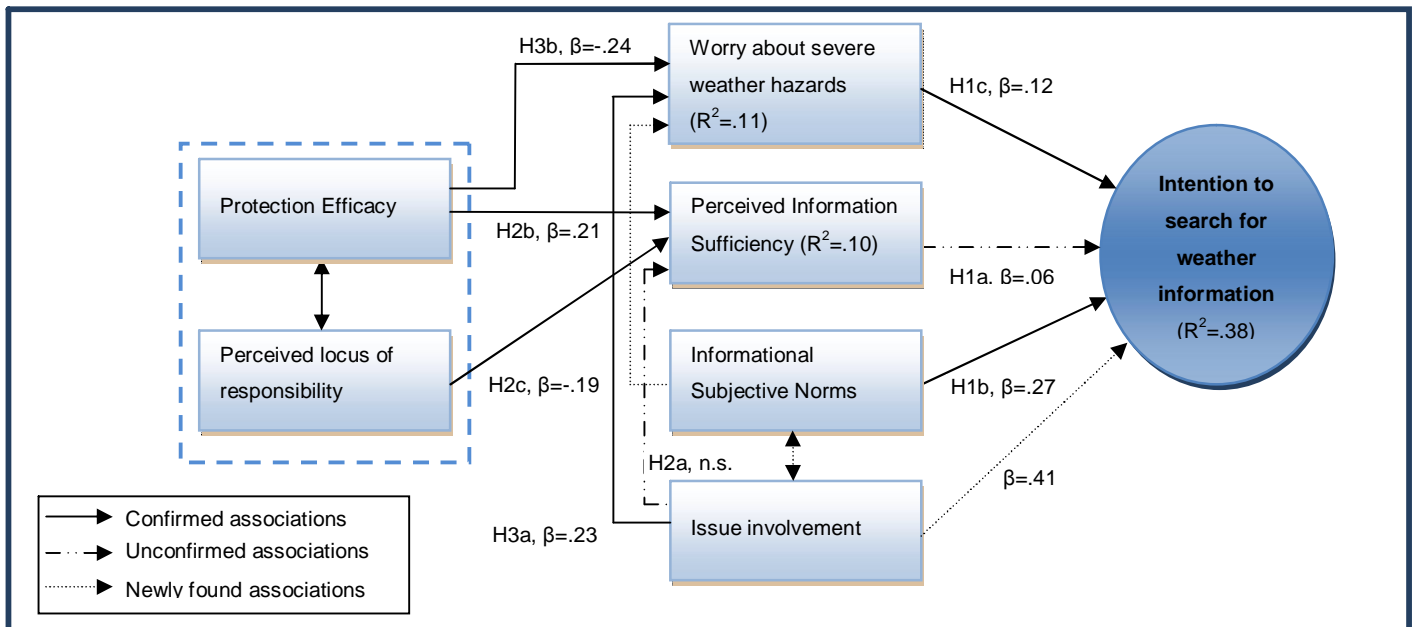 H3b, β=-.24
Worry about severe
weather hazards
(R²=.11)
H1c, β=.12
Protection Efficacy
H2b, β=.21
Perceived Information
Sufficiency (R²=.10)
H1a. β=.06
Intention to
search for
weather
information
(R²=.38)
Perceived locus of
responsibility
H2c, β=-.19
Informational
Subjective Norms
H1b, β=.27
H2a, n.s.
β=.41
Issue involvement
H3a, β=.23
Confirmed associations
Unconfirmed associations
Newly found associations